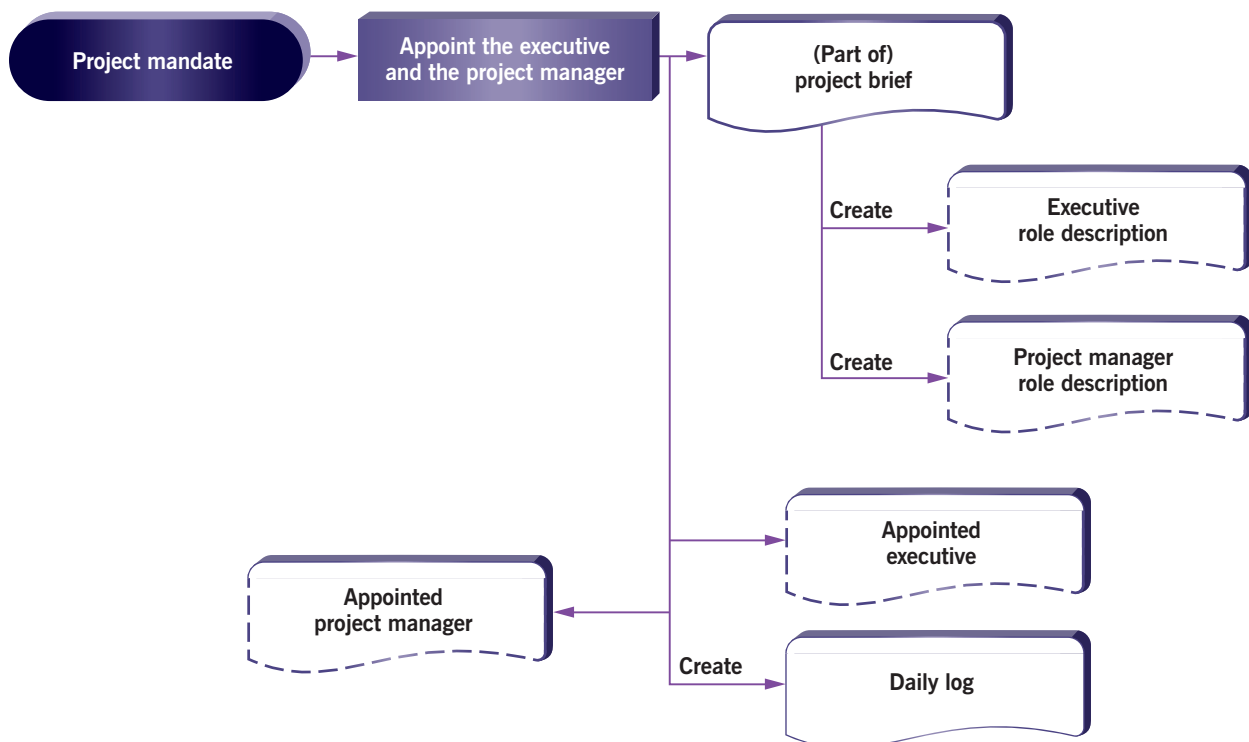 Project mandate
Appoint the executive
and the project manager
(Part of)
project brief
Create
Executive
role description
Create
Project manager
role description
Appointed
executive
Appointed
project manager
Create
Daily log